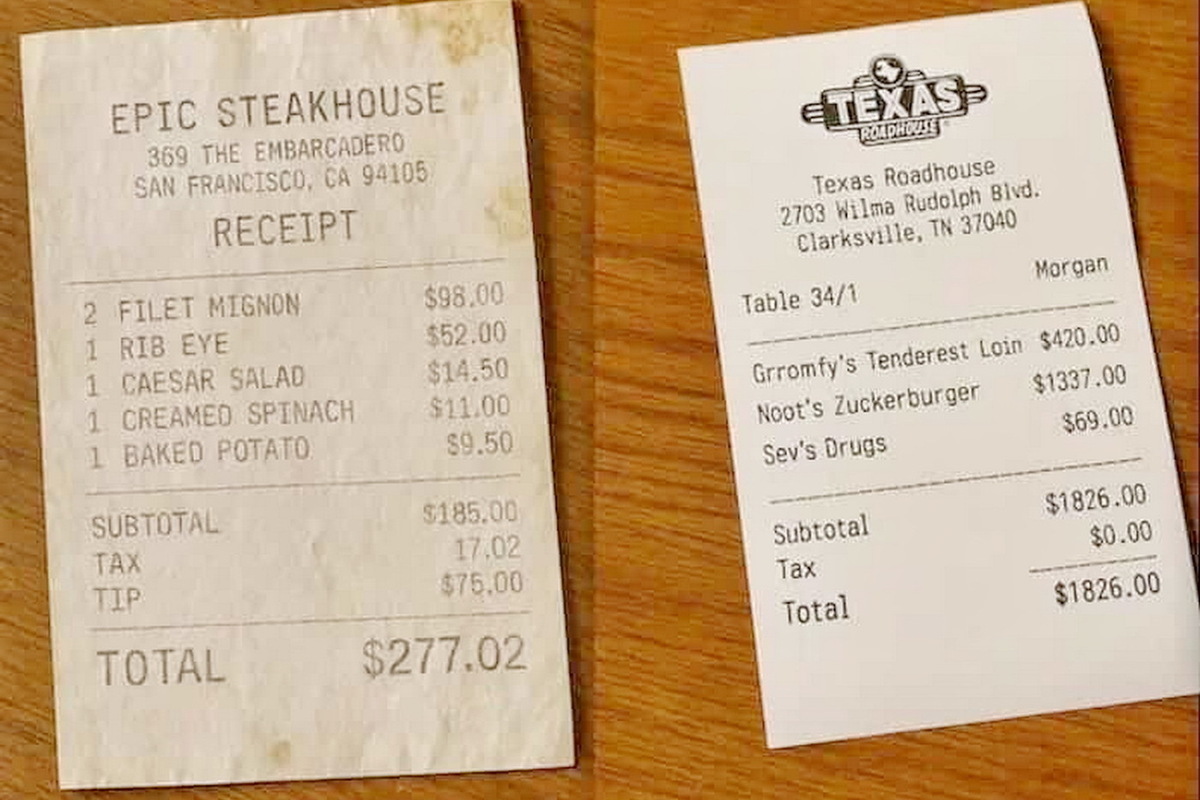 EPIC STEAKHOUSE
369 THE EMBARCADERO
SAN FRANCISCO, CA 94105
RECEIPT
2 FILET MIGNON $98.00
1 RIB EYE $52.00
1 CAESAR SALAD $14.50
1 CREAMED SPINACH $11.00
1 BAKED POTATO $9.50
SUBTOTAL $185.00
TAX 17.02
TIP $75.00
TOTAL $277.02
TEXAS
ROADHOUSE
Texas Roadhouse
2703 Wilma Rudolph Blvd.
Clarksville, TN 37040
Morgan
Table 34/1
Grromfy's Tenderest Loin $420.00
Noot's Zuckerburger $1337.00
Sev's Drugs $69.00
Subtotal $1826.00
Tax $0.00
Total $1826.00